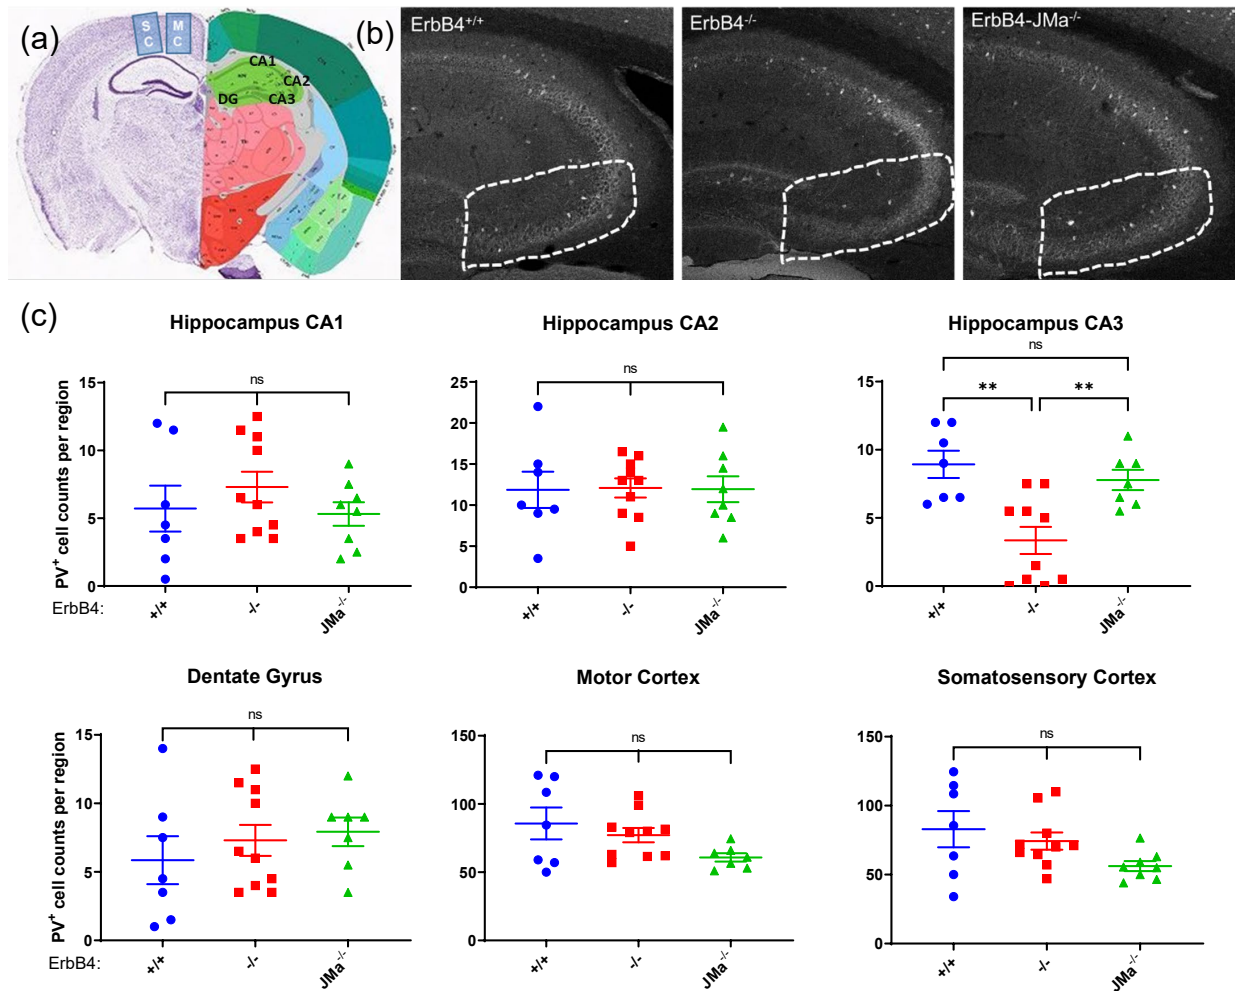 (a)
S C
M C
CA1
CA2
CA3
DG
(b)
ErbB4+/+
ErbB4-/-
ErbB4-JMa-/-
(c)
Hippocampus CA1
PV+ cell counts per region
15
10
5
0
ns
ErbB4:
+/+
-/-
JMa-/-
Hippocampus CA2
25
20
15
10
5
0
ns
+/+
-/-
JMa-/-
Hippocampus CA3
15
10
5
0
ns
**
**
+/+
-/-
JMa-/-
Dentate Gyrus
PV+ cell counts per region
15
10
5
0
ns
ErbB4:
+/+
-/-
JMa-/-
Motor Cortex
150
100
50
0
ns
+/+
-/-
JMa-/-
Somatosensory Cortex
150
100
50
0
ns
+/+
-/-
JMa-/-